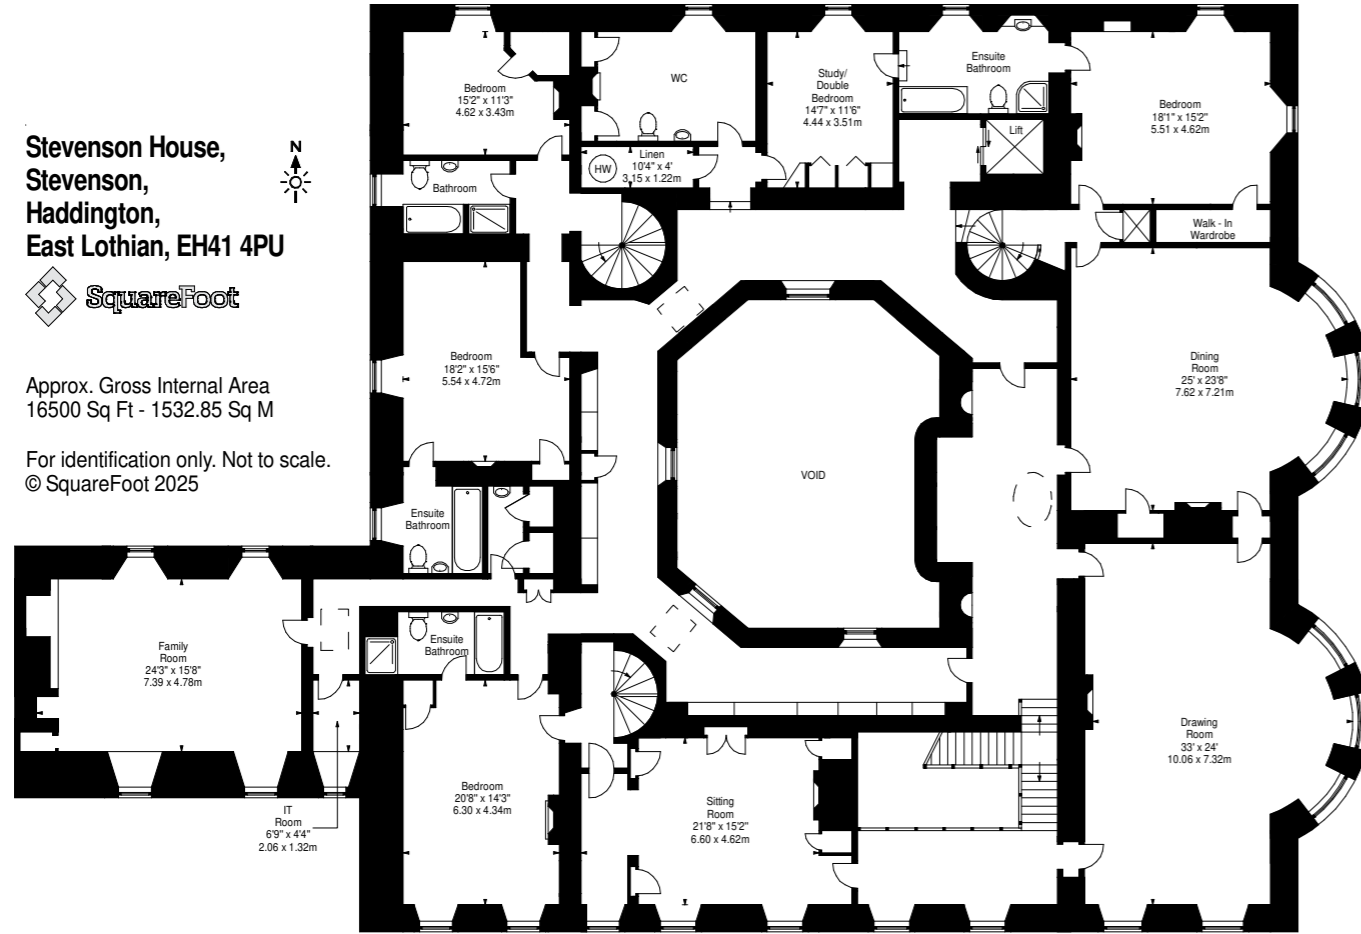 Stevenson House,
Stevenson,
Haddington,
East Lothian, EH41 4PU
N
SquareFoot
Approx. Gross Internal Area
16500 Sq Ft - 1532.85 Sq M
For identification only. Not to scale.
© SquareFoot 2025
Bedroom
15'2" x 11'3"
4.62 x 3.43m
WC
Study/
Double
Bedroom
14'7" x 11'6"
4.44 x 3.51m
Ensuite
Bathroom
Bedroom
18'1" x 15'2"
5.51 x 4.62m
Lift
HW
Linen
10'4" x 4'
3.15 x 1.22m
Bathroom
Walk - In
Wardrobe
Bedroom
18'2" x 15'6"
5.54 x 4.72m
Dining
Room
25' x 23'8"
7.62 x 7.21m
VOID
Ensuite
Bathroom
Family
Room
24'3" x 15'8"
7.39 x 4.78m
Ensuite
Bathroom
Drawing
Room
33' x 24'
10.06 x 7.32m
Bedroom
20'8" x 14'3"
6.30 x 4.34m
Sitting
Room
21'8" x 15'2"
6.60 x 4.62m
IT
Room
6'9" x 4'4"
2.06 x 1.32m